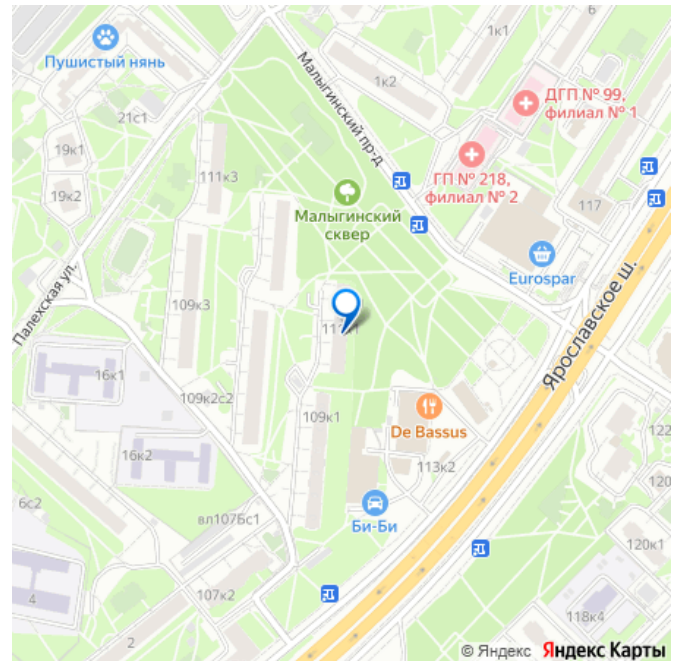 6
1к1
Пушистый нянь
1к2
Малыгинский пр-д
ДГП № 99,
филиал № 1
21с1
19к1
ГП № 218,
филиал № 2
111к3
19к2
117
Малыгинский
сквер
Eurospar
Палехская ул.
109к3
Ярославское ш.
16к1
109к2с2
De Bassus
109к1
122
16к2
113к2
120
6с2
вл107Бс1
Би-Би
120к1
4
107к2
118к4
2
© Яндекс Яндекс Карты